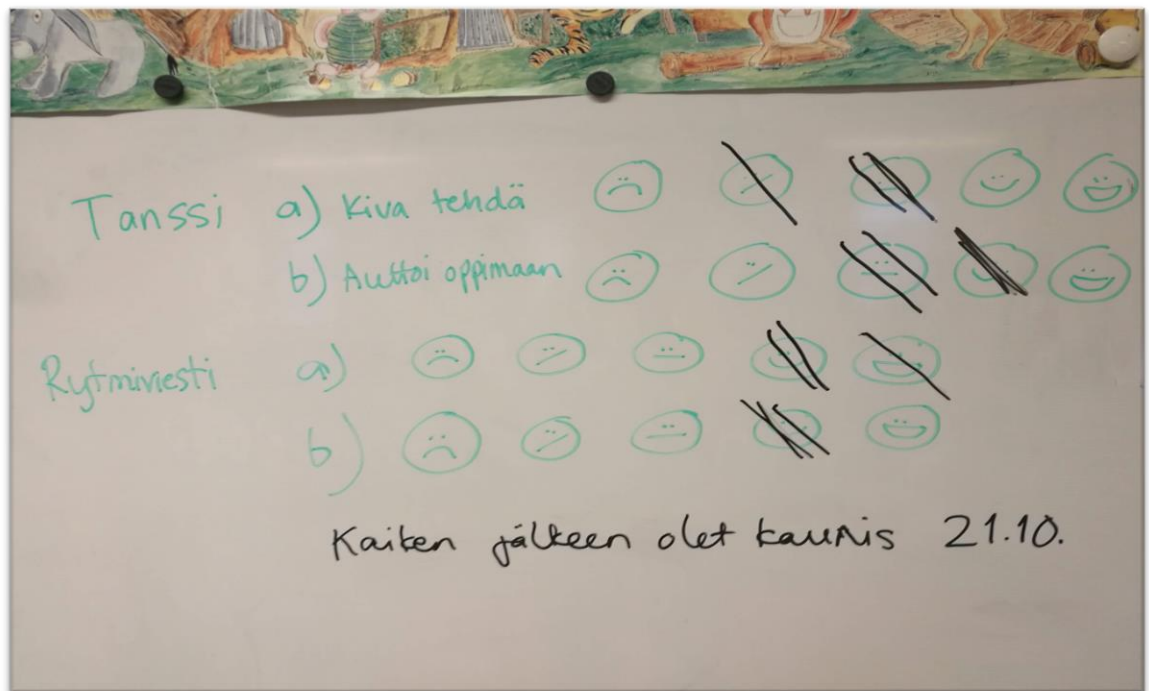 Tanssi a) Kiva tehdä
b) Auttoi oppimaan
Rytmiviesti a)
b)
Kaiken jälkeen olet kaunis 21.10.